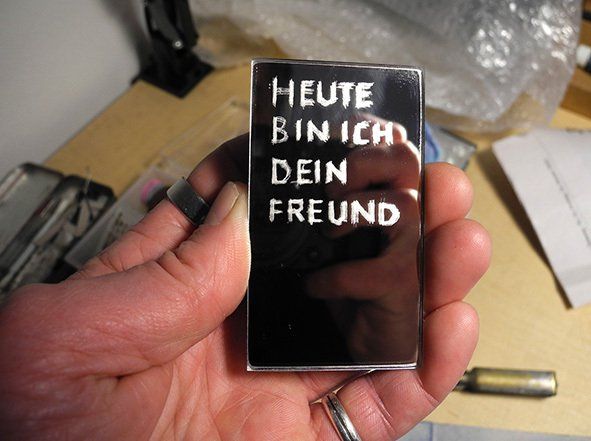 HEUTE
BIN ICH
DEIN
FREUND